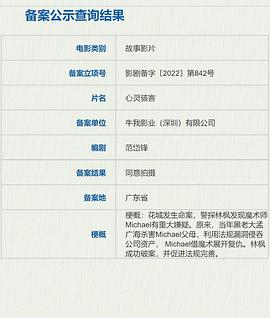 备案公示查询结果
电影类别 故事影片
备案立项号 影剧备字〔2022〕第842号
片名 心灵骇客
备案单位 牛我影业（深圳）有限公司
编剧 范岱锋
备案结果 同意拍摄
备案地 广东省
梗概 梗概：花城发生命案，警探林枫发现魔术师
Michael有重大嫌疑。原来，当年黑老大孟
广海杀害Michael父母，利用法规漏洞侵吞
公司资产， Michael借魔术展开复仇。林枫
成功破案，并促进法规完善。